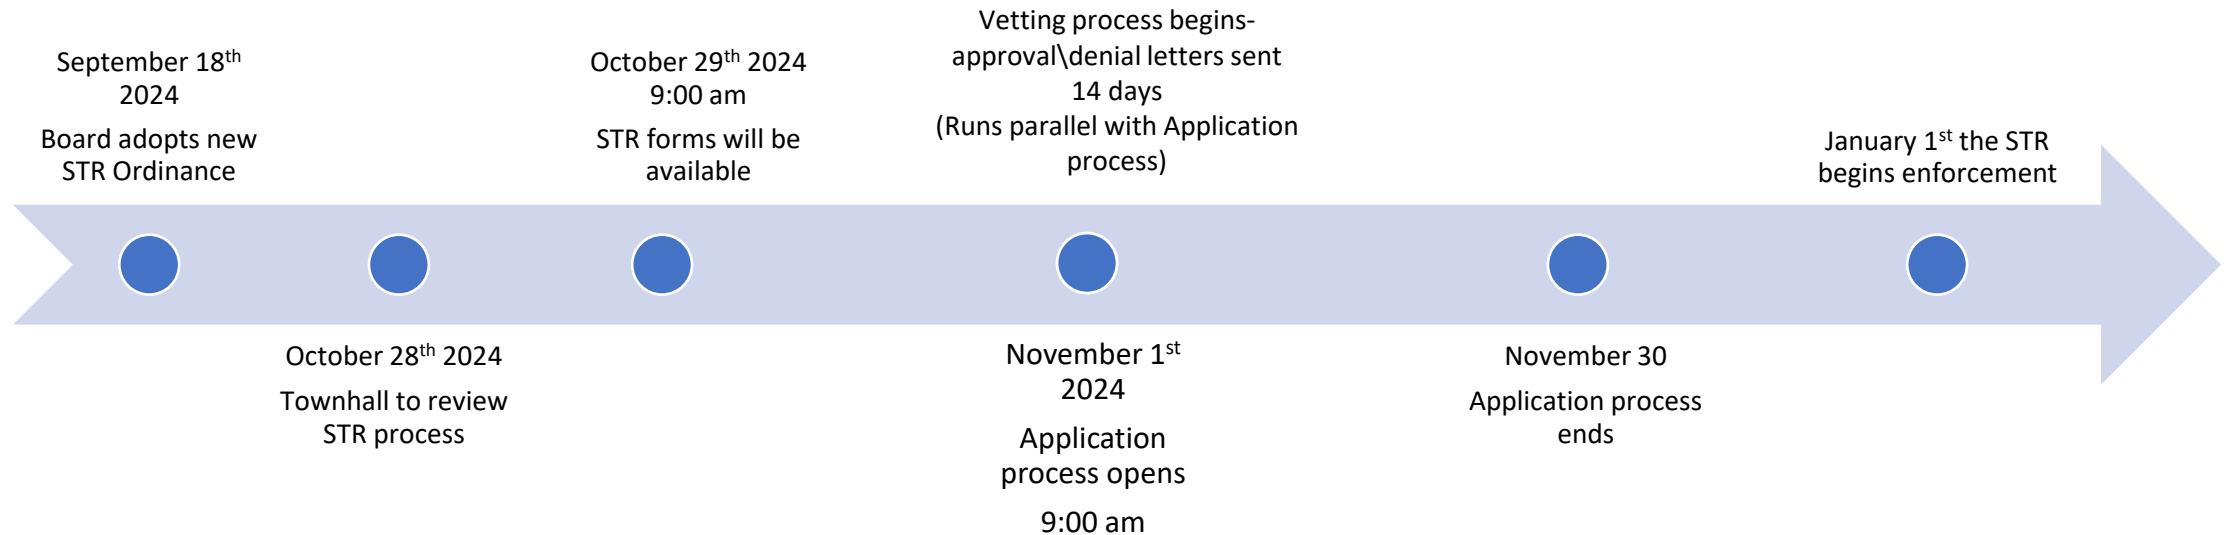 September 18th
2024
Board adopts new
STR Ordinance
October 28th 2024
Townhall to review
STR process
October 29th 2024
9:00 am
STR forms will be
available
Vetting process begins-
approval\denial letters sent
14 days
(Runs parallel with Application
process)
November 1st
2024
Application
process opens
9:00 am
November 30
Application process
ends
January 1st the STR
begins enforcement